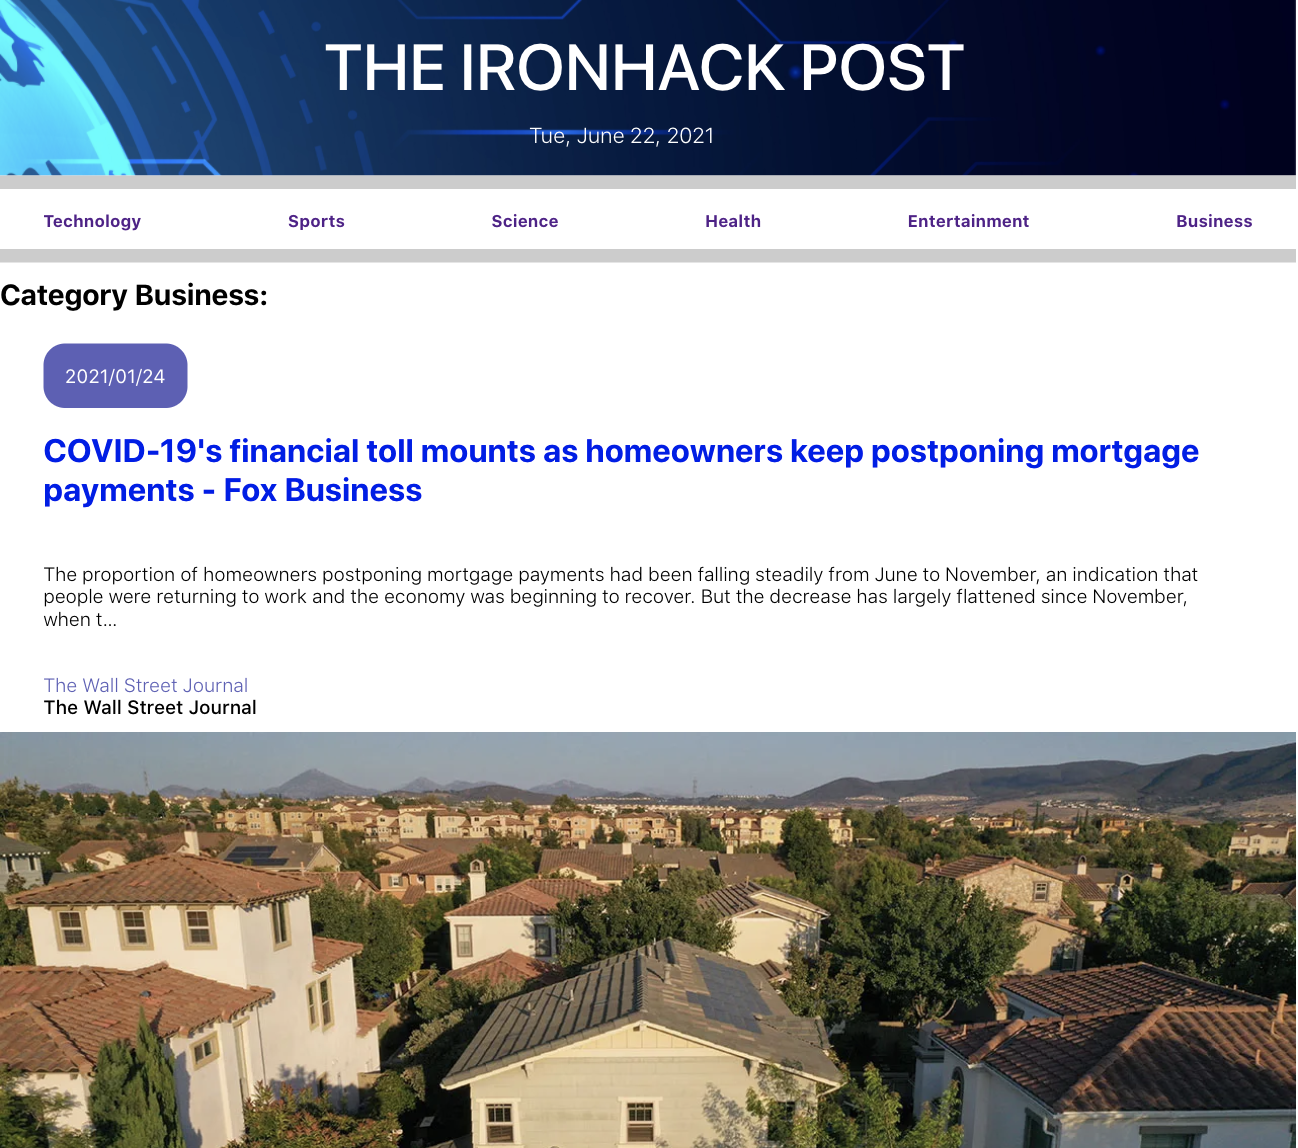 THE IRONHACK POST
Tue, June 22, 2021
Technology
Sports
Science
Health
Entertainment
Business
Category Business:
2021/01/24
COVID-19's financial toll mounts as homeowners keep postponing mortgage
payments - Fox Business
The proportion of homeowners postponing mortgage payments had been falling steadily from June to November, an indication that
people were returning to work and the economy was beginning to recover. But the decrease has largely flattened since November,
when t...
The Wall Street Journal
The Wall Street Journal